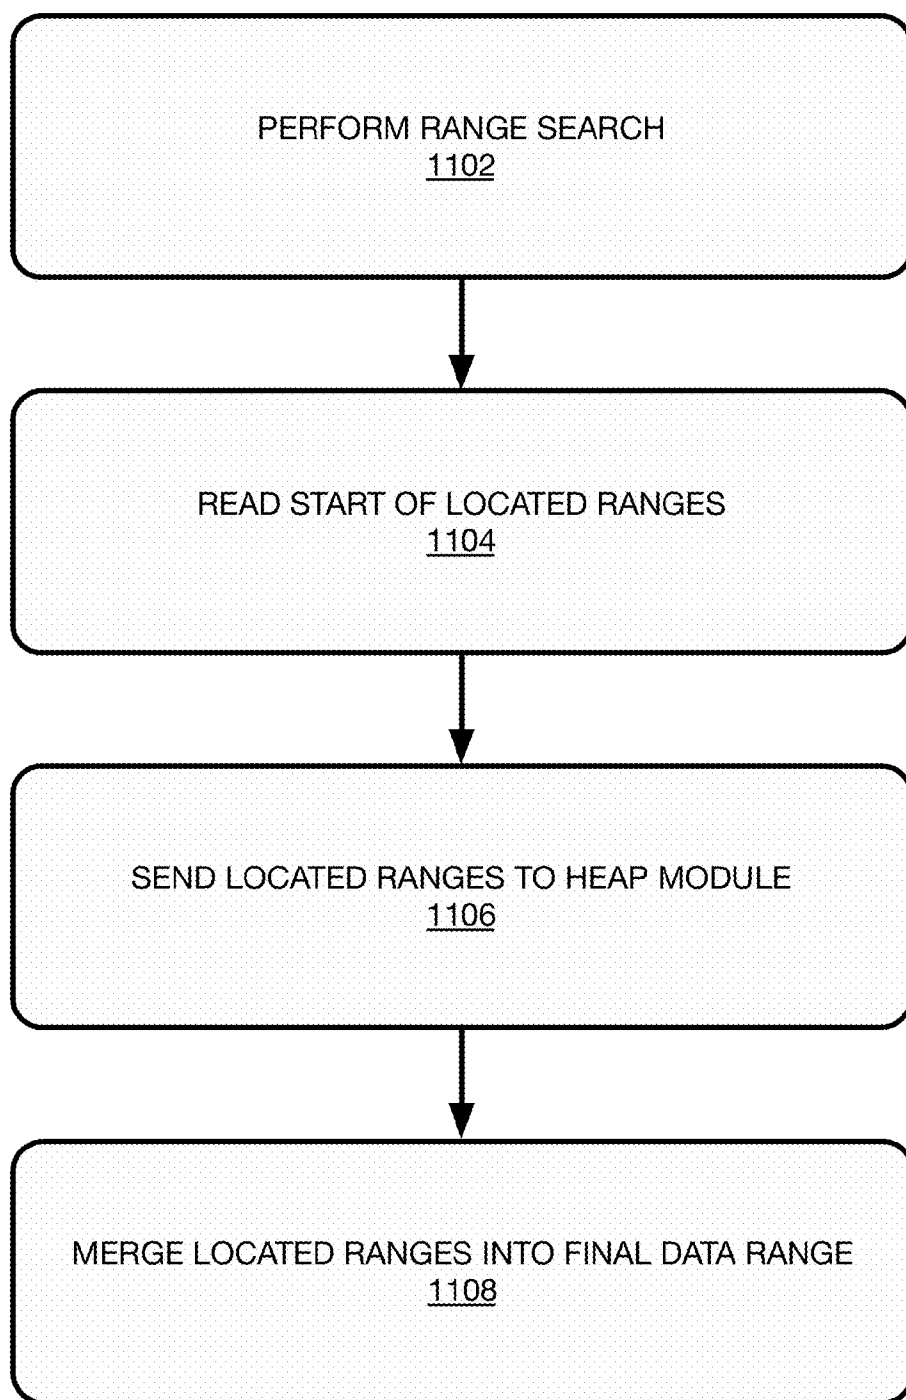 PERFORM RANGE SEARCH
1102
READ START OF LOCATED RANGES
1104
SEND LOCATED RANGES TO HEAP MODULE
1106
MERGE LOCATED RANGES INTO FINAL DATA RANGE
1108